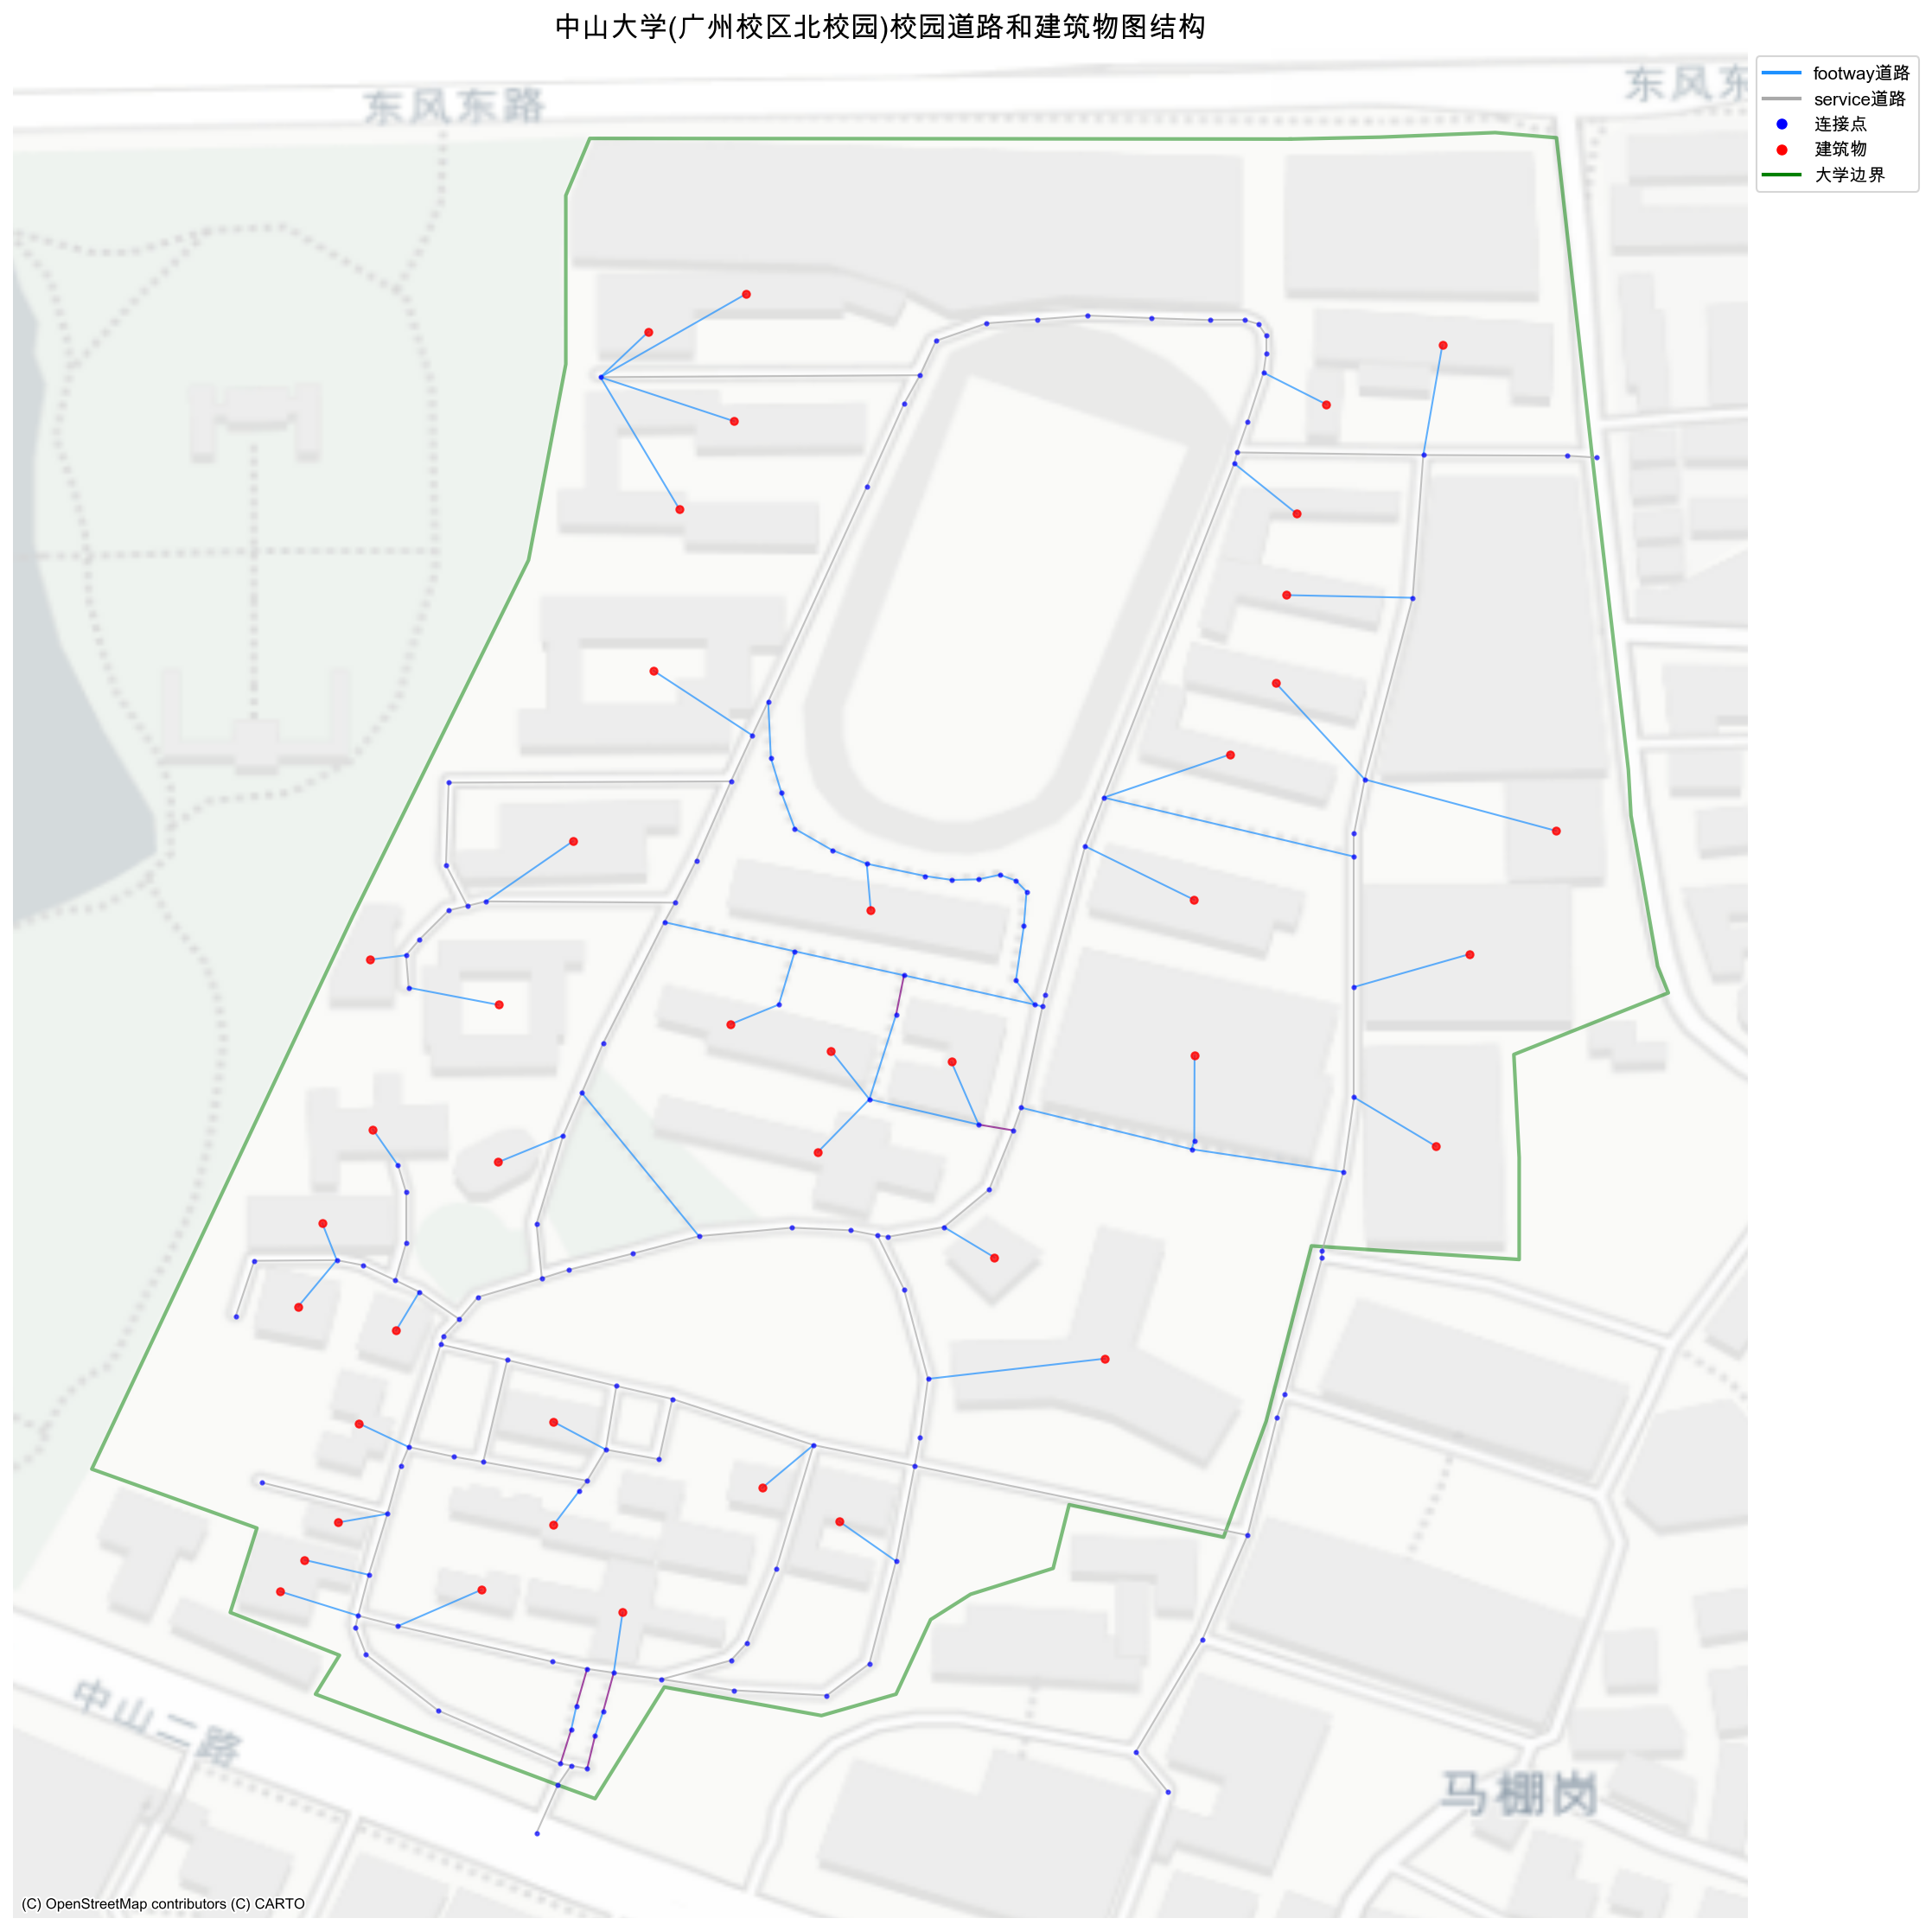 中山大学(广州校区北校园)校园道路和建筑物图结构
footway道路
service道路
连接点
建筑物
大学边界
东风东路
东风东
中山二路
马棚岗
(C) OpenStreetMap contributors (C) CARTO